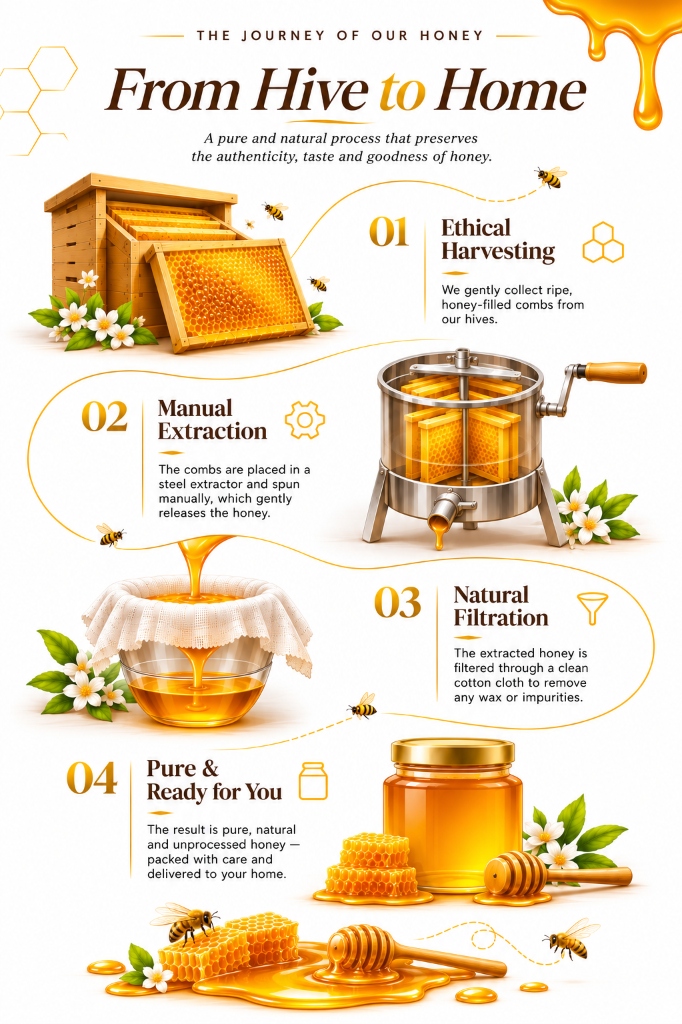 THE JOURNEY OF OUR HONEY
From Hive to Home
A pure and natural process that preserves
the authenticity, taste and goodness of honey.
01
Ethical
Harvesting
We gently collect ripe,
honey-filled combs from
our hives.
02
Manual
Extraction
The combs are placed in a
steel extractor and spun
manually, which gently
releases the honey.
03
Natural
Filtration
The extracted honey is
filtered through a clean
cotton cloth to remove
any wax or impurities.
04
Pure &
Ready for You
The result is pure, natural
and unprocessed honey —
packed with care and
delivered to your home.